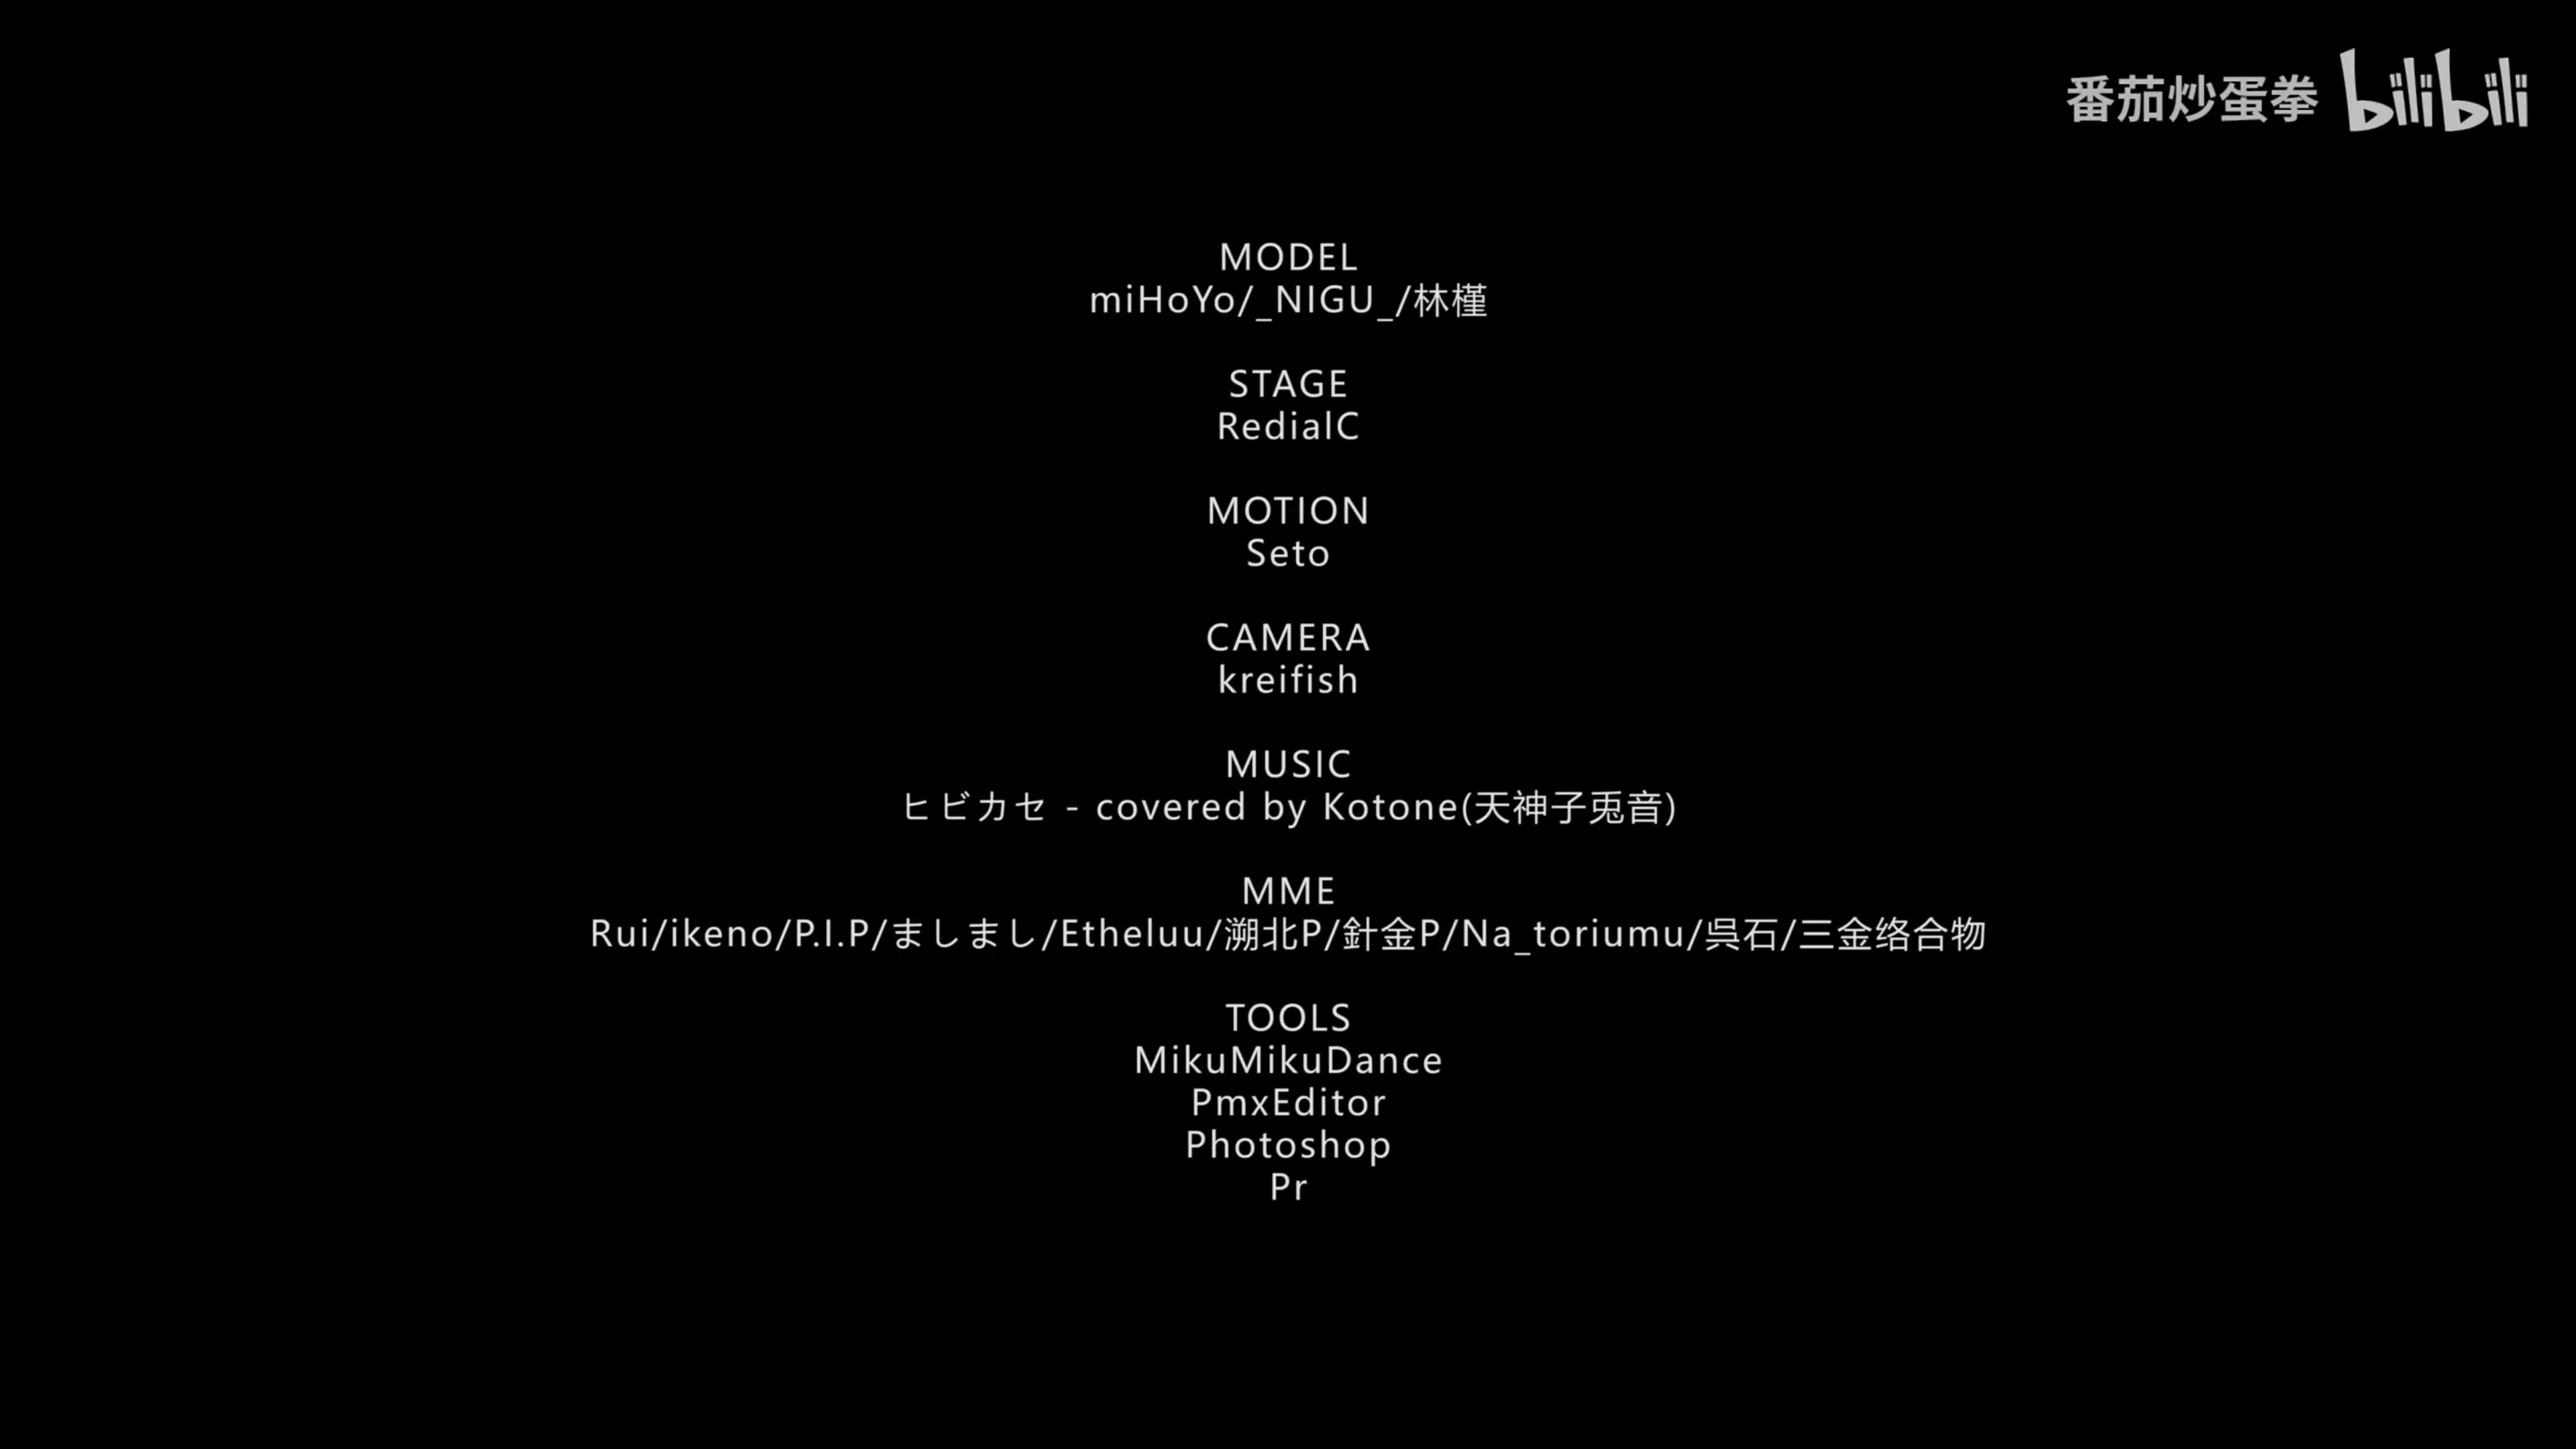 番茄炒蛋拳 bilibili
MODEL
miHoYo/_NIGU_/林槿
STAGE
RedialC
MOTION
Seto
CAMERA
kreifish
MUSIC
ヒビカセ - covered by Kotone(天神子兎音)
MME
Rui/ikeno/P.I.P/ましまし/Etheluu/溯北P/針金P/Na_toriumu/呉石/三金络合物
TOOLS
MikuMikuDance
PmxEditor
Photoshop
Pr